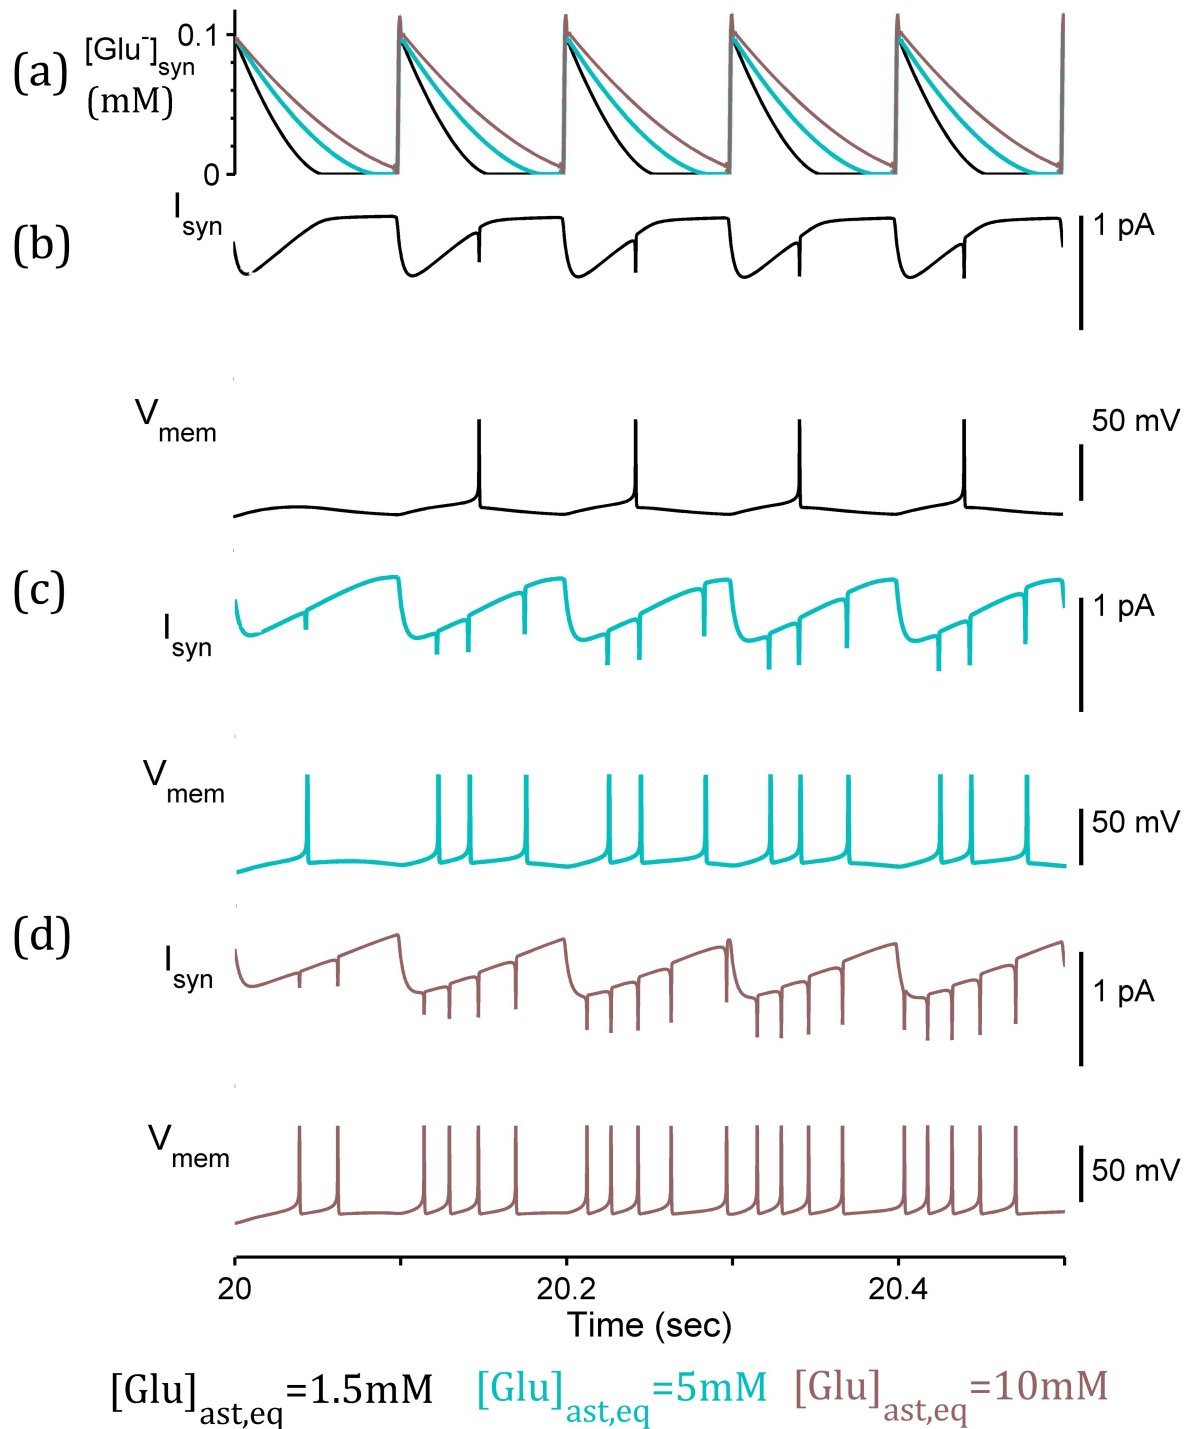 (a) [Glu⁻]syn 0.1
(mM)
0
Isyn
(b) 1 pA
Vmem 50 mV
(c) 1 pA
Isyn
Vmem
50 mV
(d)
Isyn 1 pA
Vmem 50 mV
20 20.2 20.4
Time (sec)
[Glu]ast,eq=1.5mM [Glu]ast,eq=5mM [Glu]ast,eq=10mM